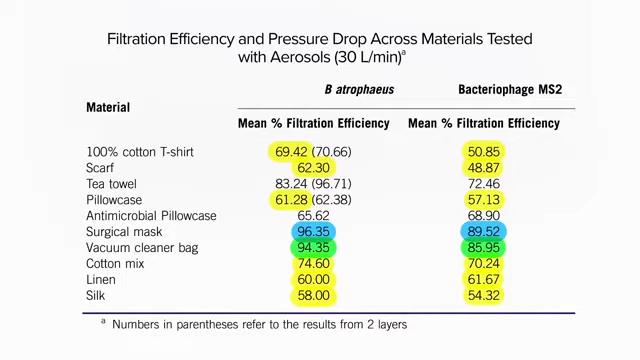 Filtration Efficiency and Pressure Drop Across Materials Tested
with Aerosols (30 L/min)a
B atrophaeus Bacteriophage MS2
Material
Mean % Filtration Efficiency Mean % Filtration Efficiency
100% cotton T-shirt 69.42 (70.66) 50.85
Scarf 62.30 48.87
Tea towel 83.24 (96.71) 72.46
Pillowcase 61.28 (62.38) 57.13
Antimicrobial Pillowcase 65.62 68.90
Surgical mask 96.35 89.52
Vacuum cleaner bag 94.35 85.95
Cotton mix 74.60 70.24
Linen 60.00 61.67
Silk 58.00 54.32
a Numbers in parentheses refer to the results from 2 layers